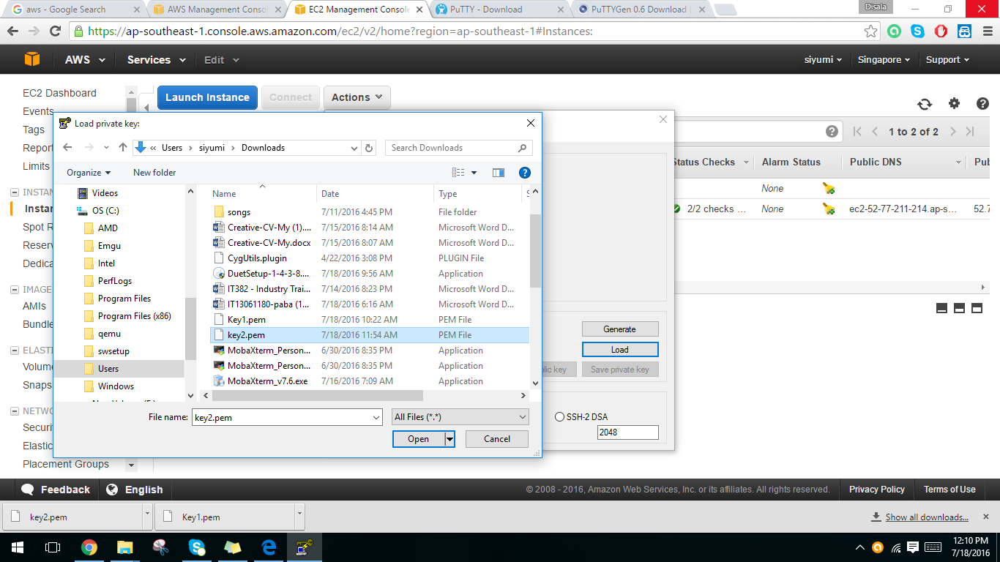 aws - Google Search
AWS Management Consol
EC2 Management Console
PuTTY - Download
PuTTYGen 0.6 Download (
Disala
https://ap-southeast-1.console.aws.amazon.com/ec2/v2/home?region=ap-southeast-1#Instances:
AWS Services Edit siyumi Singapore Support
EC2 Dashboard
Launch Instance Connect Actions
Events
Tags
Report
Limits
INSTAN
Instan
Spot R
Reserv
Dedica
IMAGE
AMIs
Bundle
ELASTI
Volum
Snaps
NETWO
Securi
Elastic
Placement Groups
Load private key:
Users siyumi Downloads
Search Downloads
Organize New folder
Videos
OS (C:)
AMD
Emgu
Intel
PerfLogs
Program Files
Program Files (x86)
qemu
swsetup
Users
Windows
Name Date Type S
songs 7/11/2016 4:45 PM File folder
Creative-CV-My (1).... 7/15/2016 8:14 AM Microsoft Word D...
Creative-CV-My.docx 7/15/2016 8:07 AM Microsoft Word D...
CygUtils.plugin 4/22/2016 3:08 PM PLUGIN File
DuetSetup-1-4-3-8.... 7/18/2016 9:56 AM Application
IT382 - Industry Trai... 7/14/2016 8:23 PM Microsoft Word D...
IT13061180-paba (1... 7/18/2016 6:16 AM Microsoft Word D...
Key1.pem 7/18/2016 10:22 AM PEM File
key2.pem 7/18/2016 11:54 AM PEM File
MobaXterm_Person... 6/30/2016 8:35 PM Application
MobaXterm_Person... 6/30/2016 8:35 PM Application
MobaXterm_v7.6.exe 7/16/2016 7:09 AM Application
File name: key2.pem All Files (*.*)
Open Cancel
1 to 2 of 2
Status Checks Alarm Status Public DNS Pub
None
2/2 checks ... None ec2-52-77-211-214.ap-s... 52.7
Generate
Load
lic key Save private key
SSH-2 DSA
2048
Feedback English © 2008 - 2016, Amazon Web Services, Inc. or its affiliates. All rights reserved. Privacy Policy Terms of Use
key2.pem Key1.pem Show all downloads...
12:10 PM
7/18/2016